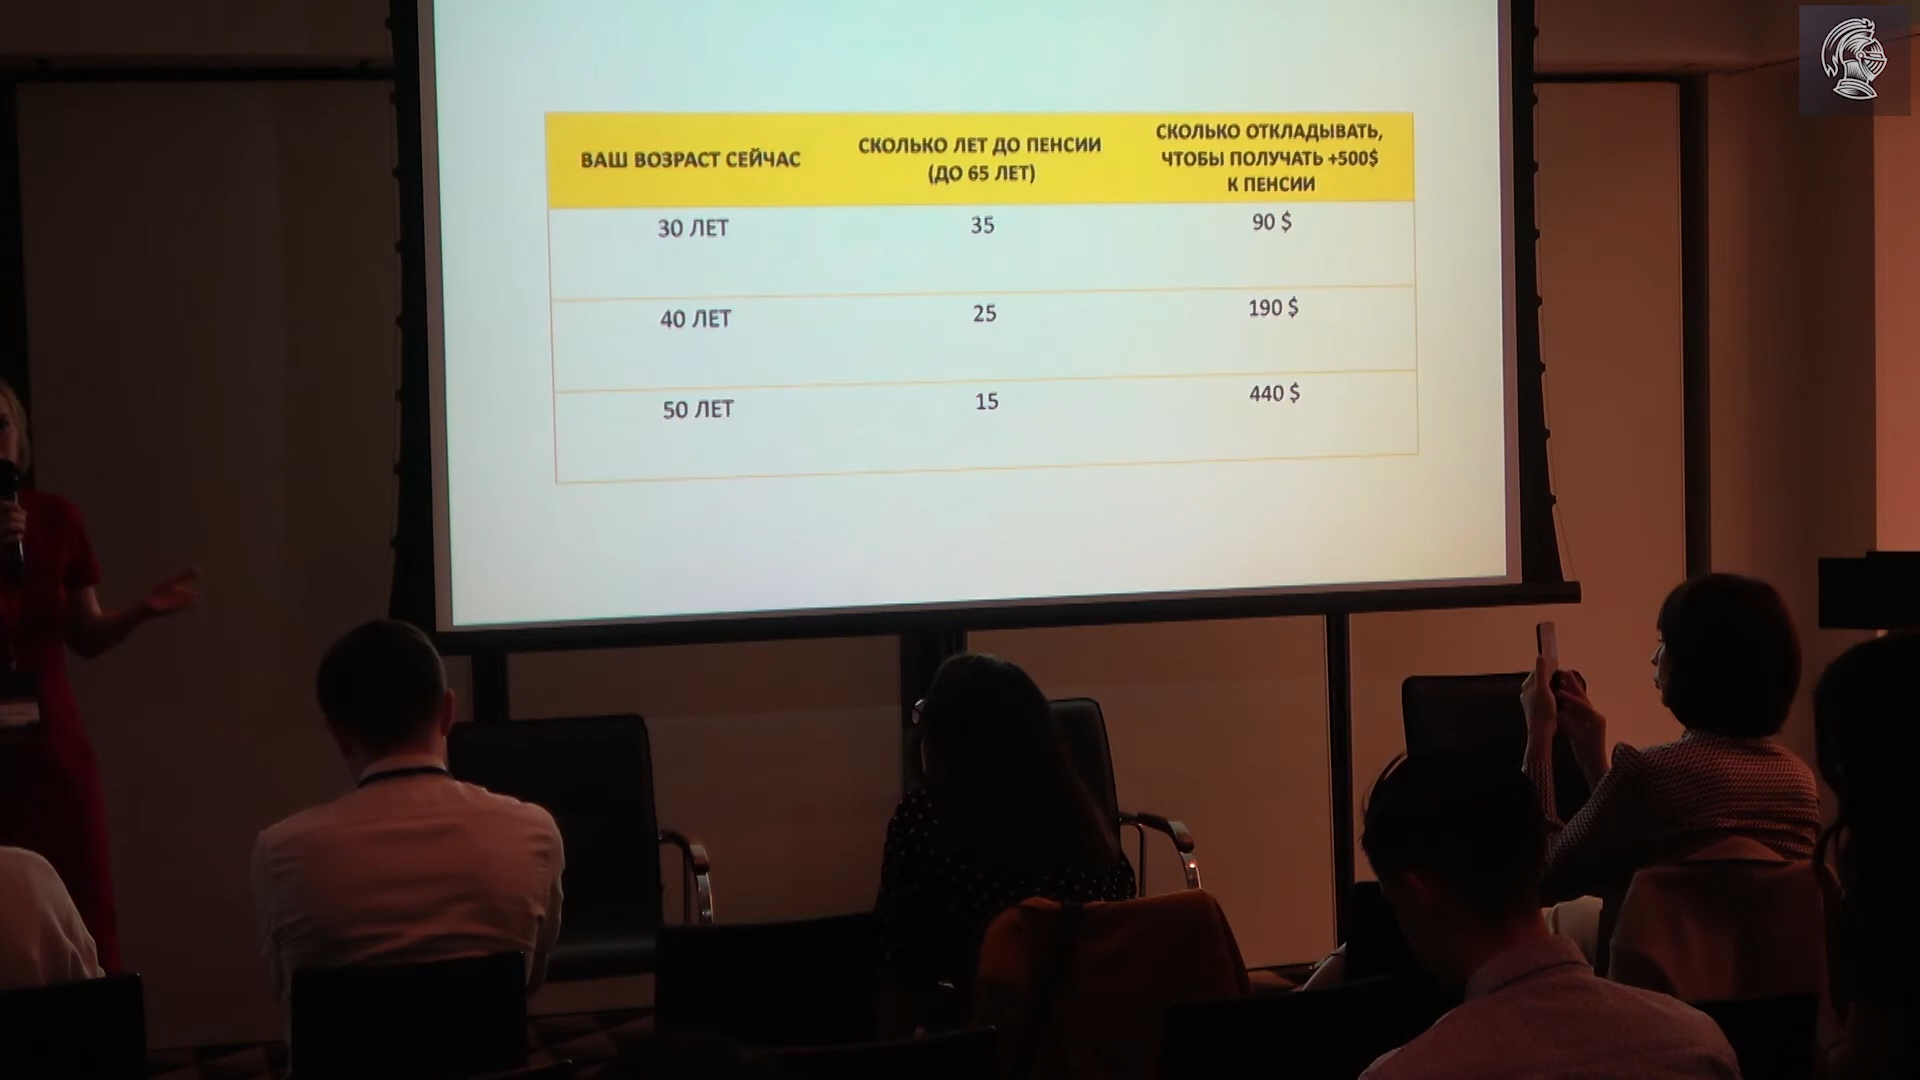 ВАШ ВОЗРАСТ СЕЙЧАС
СКОЛЬКО ЛЕТ ДО ПЕНСИИ
(ДО 65 ЛЕТ)
СКОЛЬКО ОТКЛАДЫВАТЬ,
ЧТОБЫ ПОЛУЧАТЬ +500$
К ПЕНСИИ
30 ЛЕТ 35 90 $
40 ЛЕТ 25 190 $
50 ЛЕТ 15 440 $